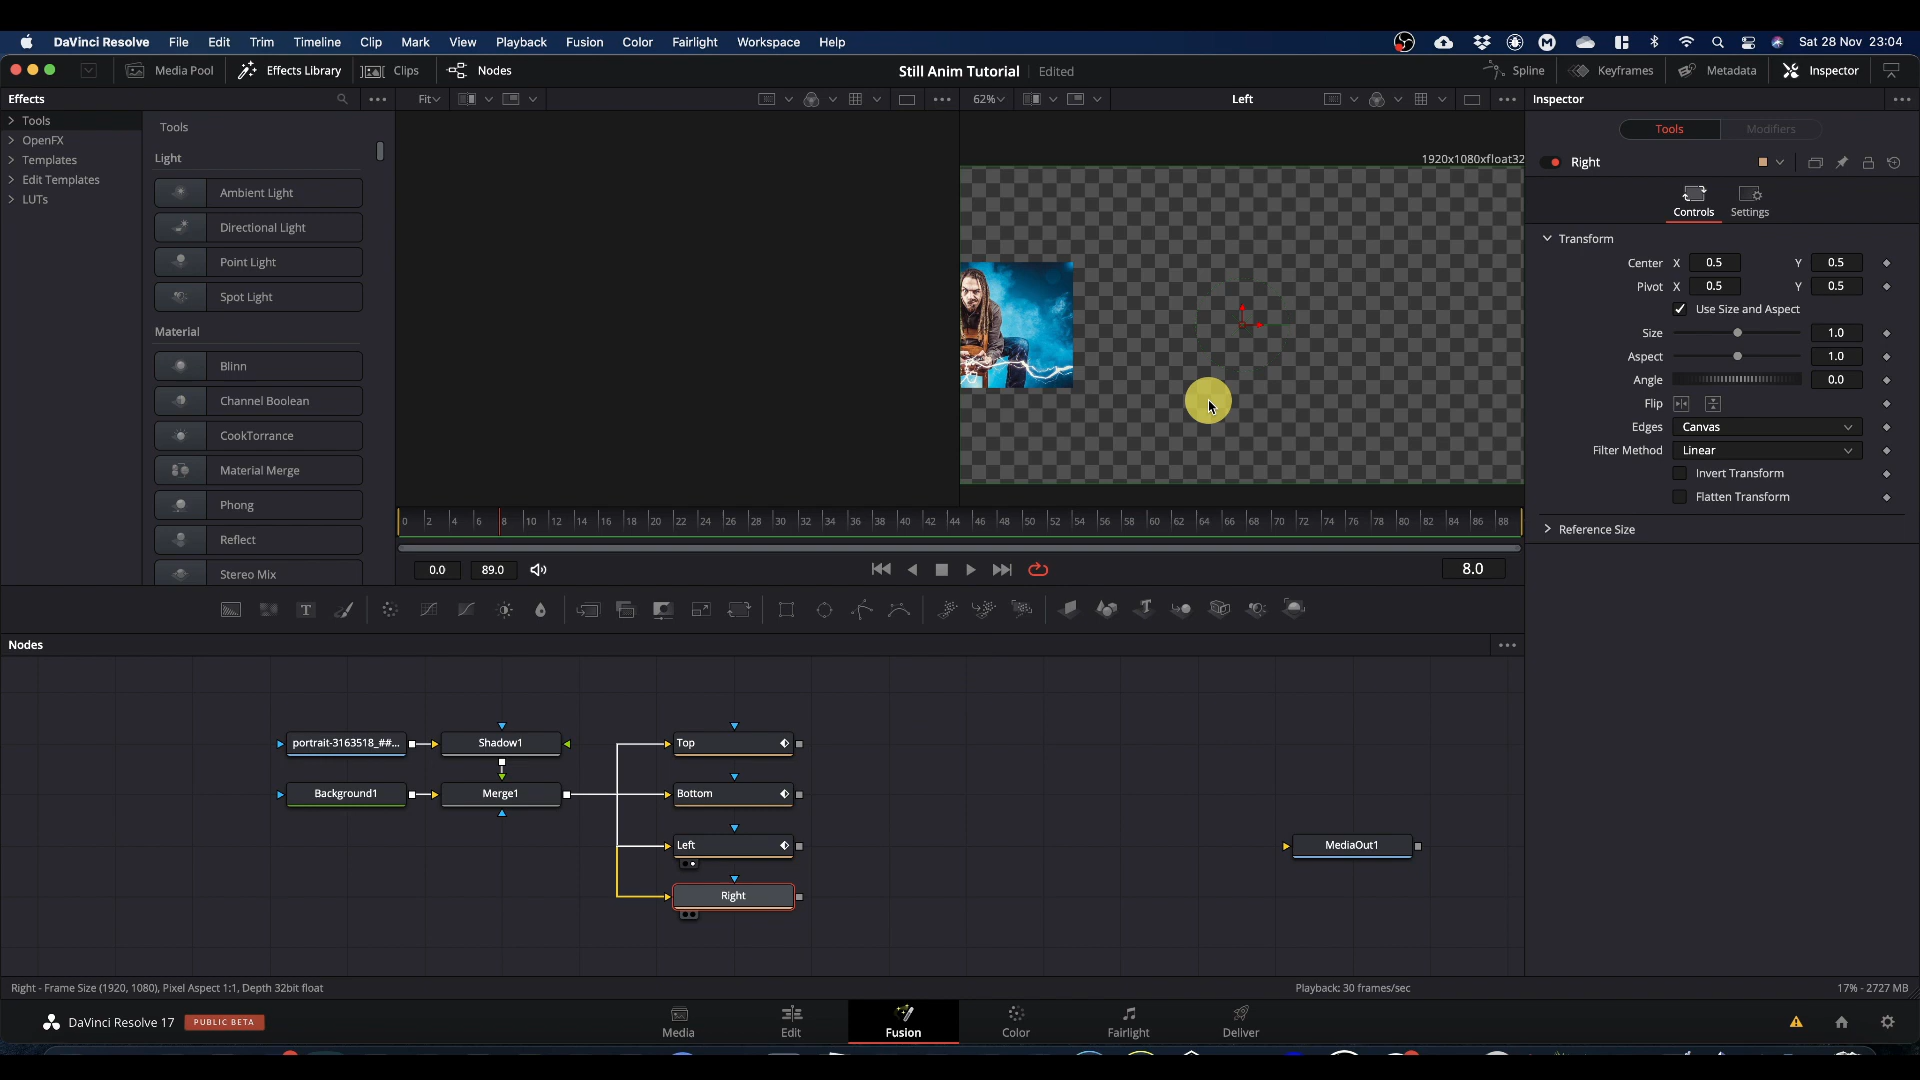 DaVinci Resolve File Edit Trim Timeline Clip Mark View Playback Fusion Color Fairlight Workspace Help Sat 28 Nov 23:04
Media Pool Effects Library Clips Nodes Still Anim Tutorial Edited Spline Keyframes Metadata Inspector
Effects Fit 62% Left Inspector
Tools
OpenFX
Templates
Edit Templates
LUTs
Tools
Light
Ambient Light
Directional Light
Point Light
Spot Light
Material
Blinn
Channel Boolean
CookTorrance
Material Merge
Phong
Reflect
Stereo Mix
1920x1080xfloat32
Tools Modifiers
Right
Controls Settings
Transform
Center X 0.5 Y 0.5
Pivot X 0.5 Y 0.5
Use Size and Aspect
Size 1.0
Aspect 1.0
Angle 0.0
Flip
Edges Canvas
Filter Method Linear
Invert Transform
Flatten Transform
Reference Size
0 2 4 6 8 10 12 14 16 18 20 22 24 26 28 30 32 34 36 38 40 42 44 46 48 50 52 54 56 58 60 62 64 66 68 70 72 74 76 78 80 82 84 86 88
0.0 89.0 8.0
Nodes
portrait-3163518_##... Shadow1 Top
Background1 Merge1 Bottom
Left MediaOut1
Right
Right - Frame Size (1920, 1080), Pixel Aspect 1:1, Depth 32bit float Playback: 30 frames/sec 17% - 2727 MB
DaVinci Resolve 17 PUBLIC BETA Media Edit Fusion Color Fairlight Deliver